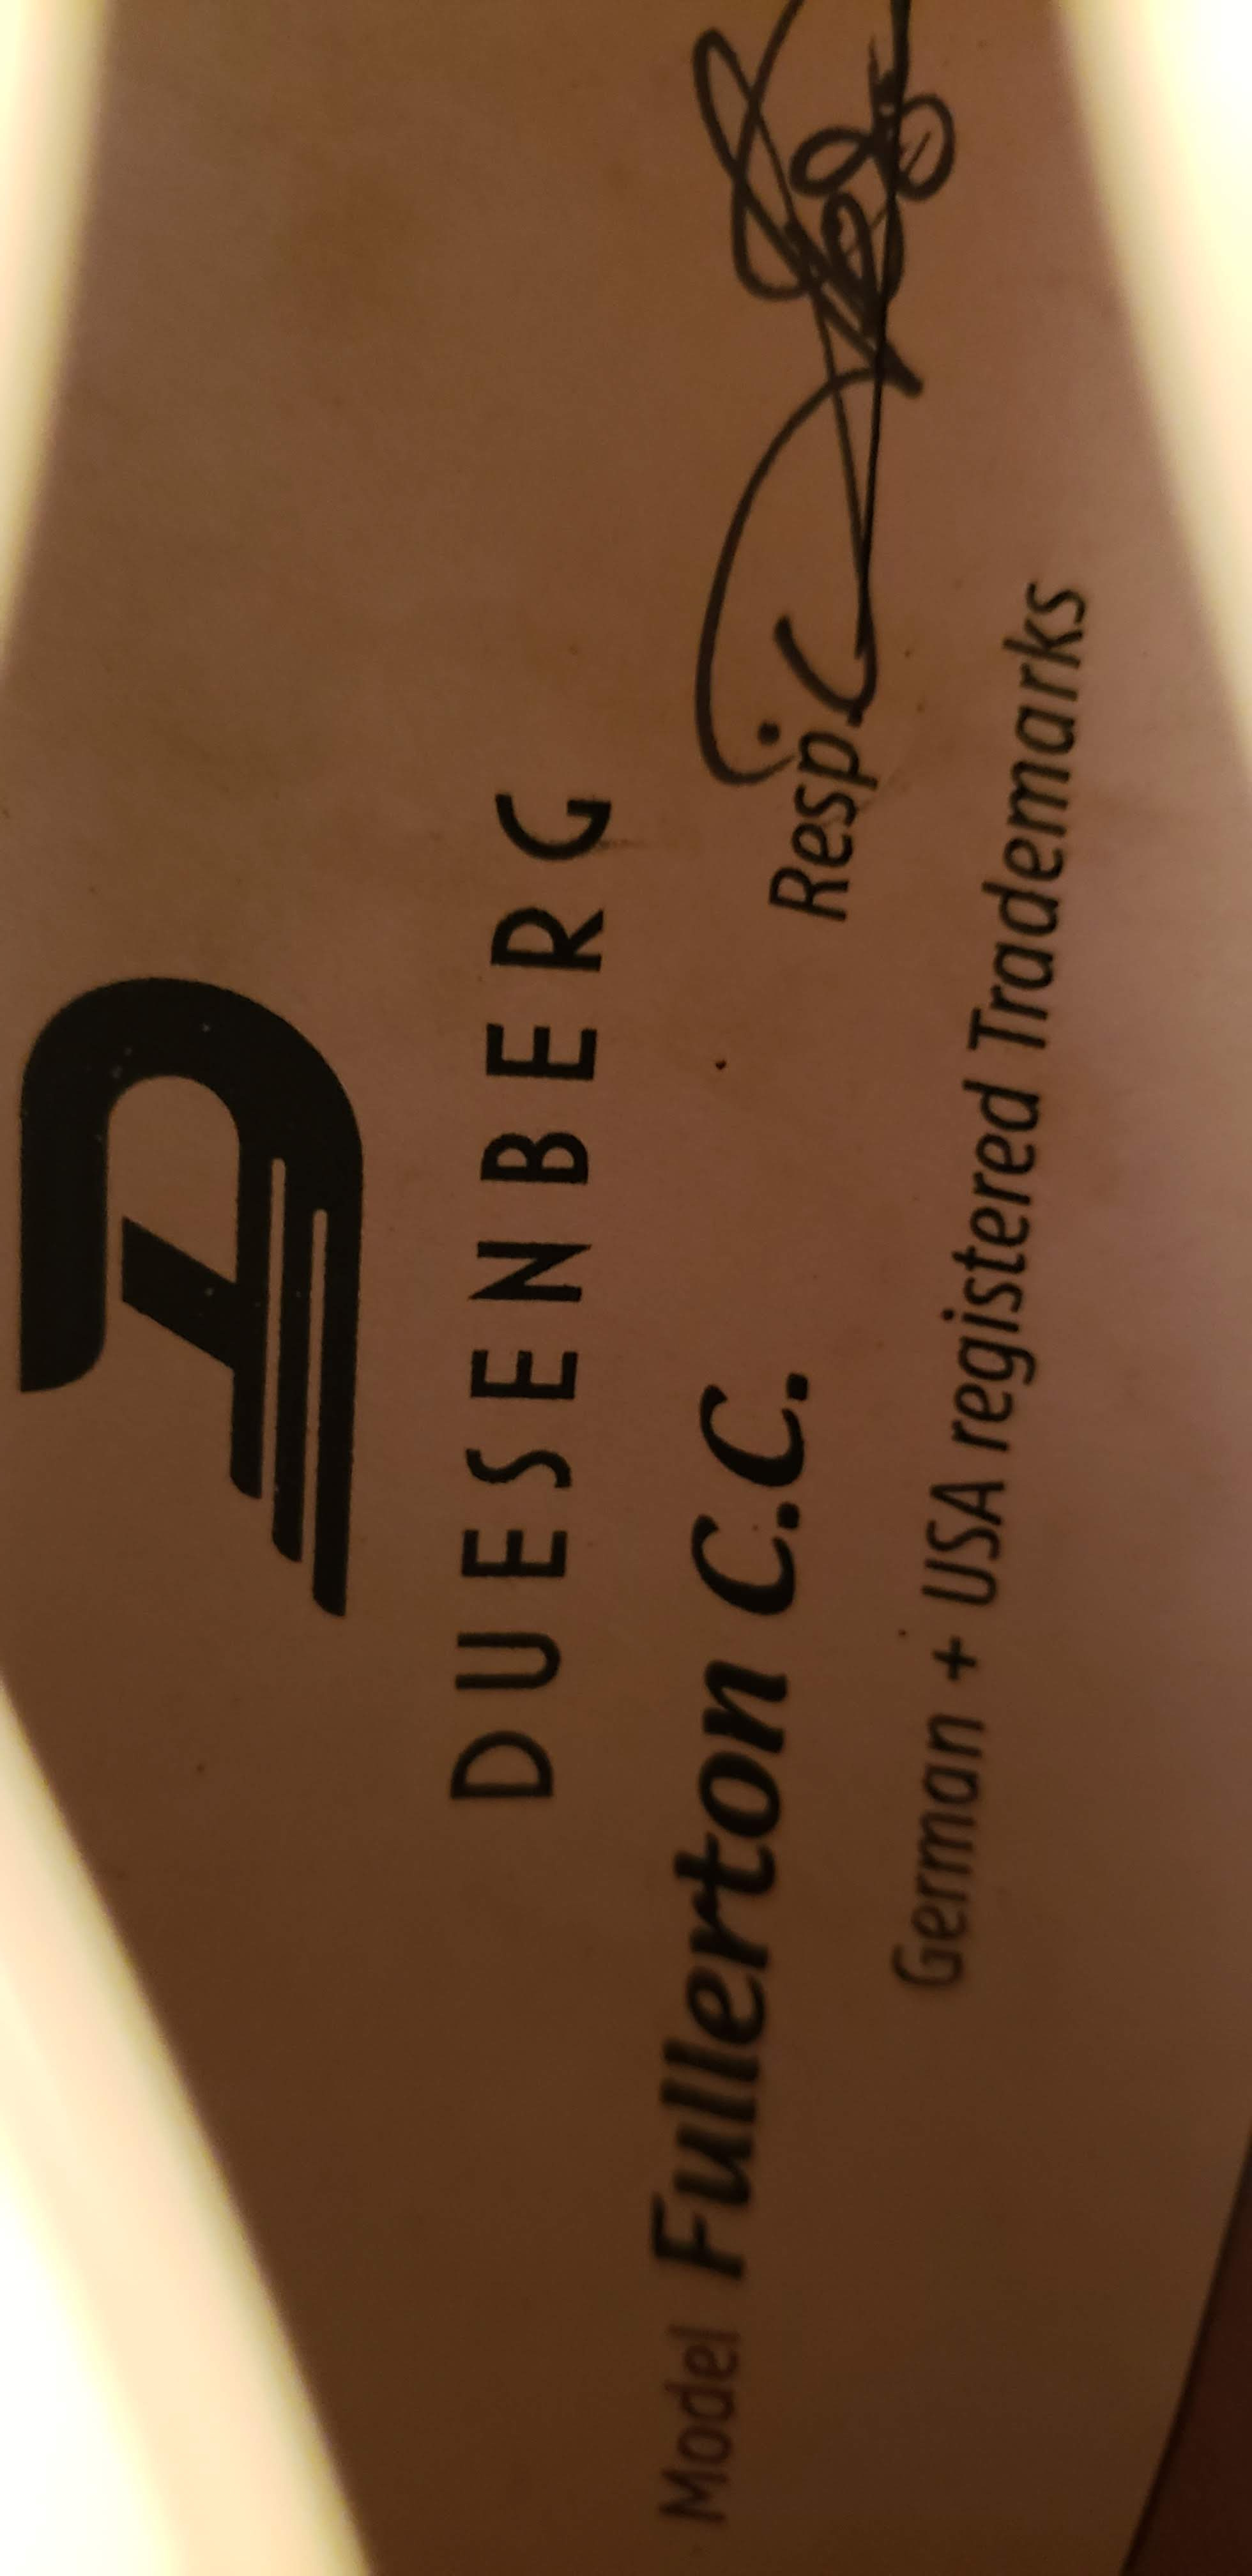 D
DUESENBERG
Model Fullerton C.C. Resp.
German + USA registered Trademarks